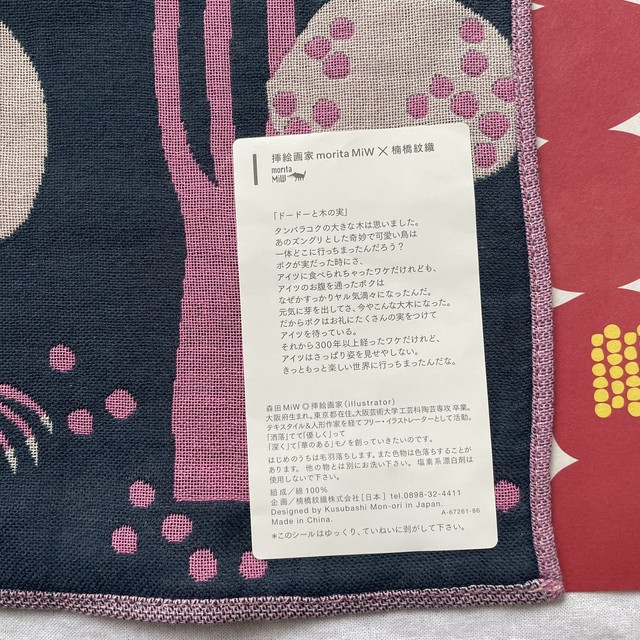 挿絵画家 morita MiW × 楠橋紋織
morita
MiW
「ドードーと木の実」
タンバラコクの大きな木は思いました。
あのズングリとした奇妙で可愛い鳥は
一体どこに行っちまったんだろう？
ボクが実だった時にさ、
アイツに食べられちゃったワケだけれども、
アイツのお腹を通ったボクは
なぜかすっかりヤル気満々になったんだ。
元気に芽を出してさ、今やこんな大木になった。
だからボクはお礼にたくさんの実をつけて
アイツを待っている。
それから300年以上経ったワケだけれど、
アイツはさっぱり姿を見せやしない。
きっともっと楽しい世界に行っちまったんだな。
森田 MiW ◎ 挿絵画家(illustrator)
大阪府生まれ。東京都在住。大阪芸術大学工芸科陶芸専攻 卒業。
テキスタイル&人形作家を経てフリー・イラストレーターとして活動。
「洒落」てて「優しく」って
「深く」て「華のある」モノを創っていきたいのです。
はじめのうちは毛羽落ちします。また色物は色落ちすることが
あります。 他の物とは別にお洗い下さい。 塩素系漂白剤は
使用しないで下さい。
組成／綿100%
企画／楠橋紋織株式会社［日本］ tel.0898-32-4411
Designed by Kusubashi Mon-ori in Japan.
Made in China. A-67261-86
＊このシールはゆっくり、ていねいに剥がして下さい。